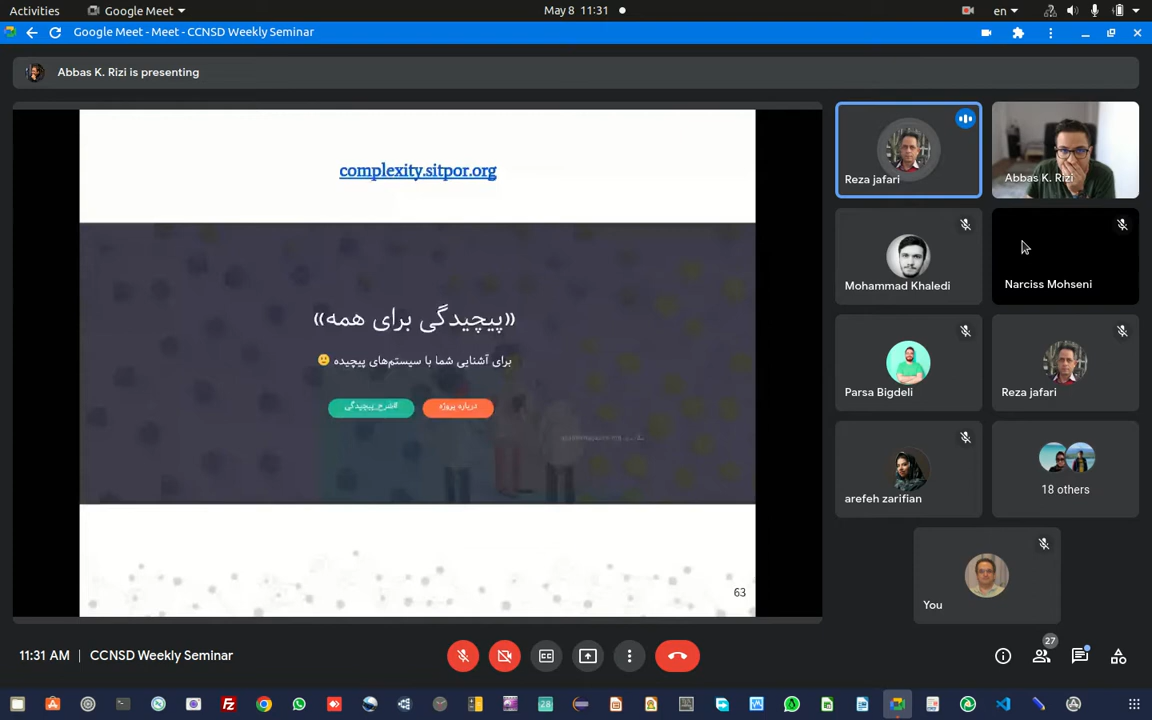 Activities
Google Meet
May 8 11:31
en
Google Meet - Meet - CCNSD Weekly Seminar
Abbas K. Rizi is presenting
complexity.sitpor.org
«پیچیدگی برای همه»
برای آشنایی شما با سیستم‌های پیچیده 🙂
درباره پروژه
#شرح_پیچیدگی
63
Reza jafari
Abbas K. Rizi
Mohammad Khaledi
Narciss Mohseni
Parsa Bigdeli
Reza jafari
arefeh zarifian
18 others
You
11:31 AM | CCNSD Weekly Seminar
27
28